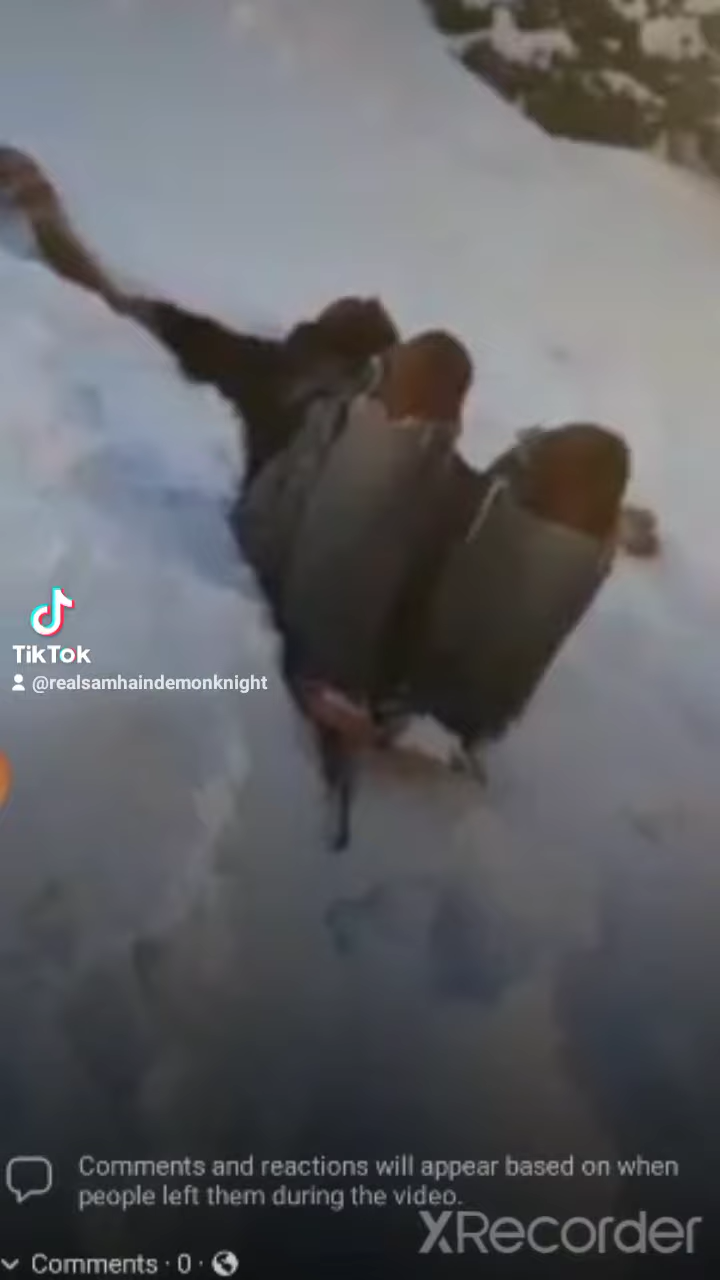 TikTok
@realsamhaindemonknight
Comments and reactions will appear based on when
people left them during the video.
XRecorder
Comments · 0 ·